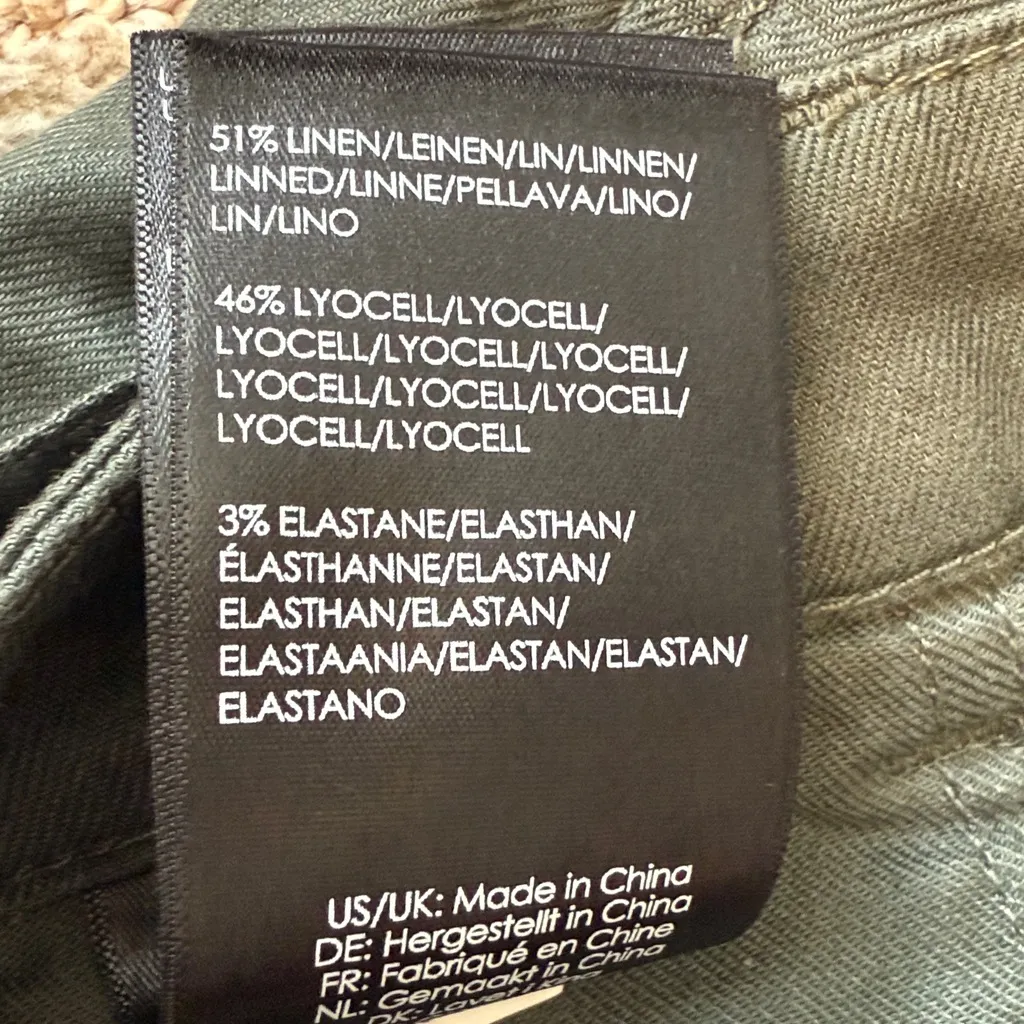 51% LINEN/LEINEN/LIN/LINNEN/
LINNED/LINNE/PELLAVA/LINO/
LIN/LINO
46% LYOCELL/LYOCELL/
LYOCELL/LYOCELL/LYOCELL/
LYOCELL/LYOCELL/LYOCELL/
LYOCELL/LYOCELL
3% ELASTANE/ELASTHAN/
ÉLASTHANNE/ELASTAN/
ELASTHAN/ELASTAN/
ELASTAANIA/ELASTAN/ELASTAN/
ELASTANO
US/UK: Made in China
DE: Hergestellt in China
FR: Fabriqué en Chine
NL: Gemaakt in China
DK: Lavet i